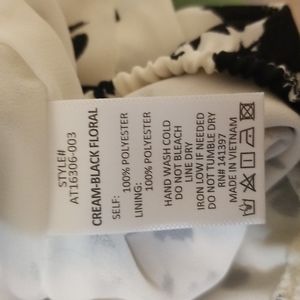 STYLE#
AT16306-003
CREAM-BLACK FLORAL
SELF: 100% POLYESTER
LINING: 100% POLYESTER
HAND WASH COLD
DO NOT BLEACH
LINE DRY
IRON LOW IF NEEDED
DO NOT TUMBLE DRY
RN# 141397
MADE IN VIETNAM